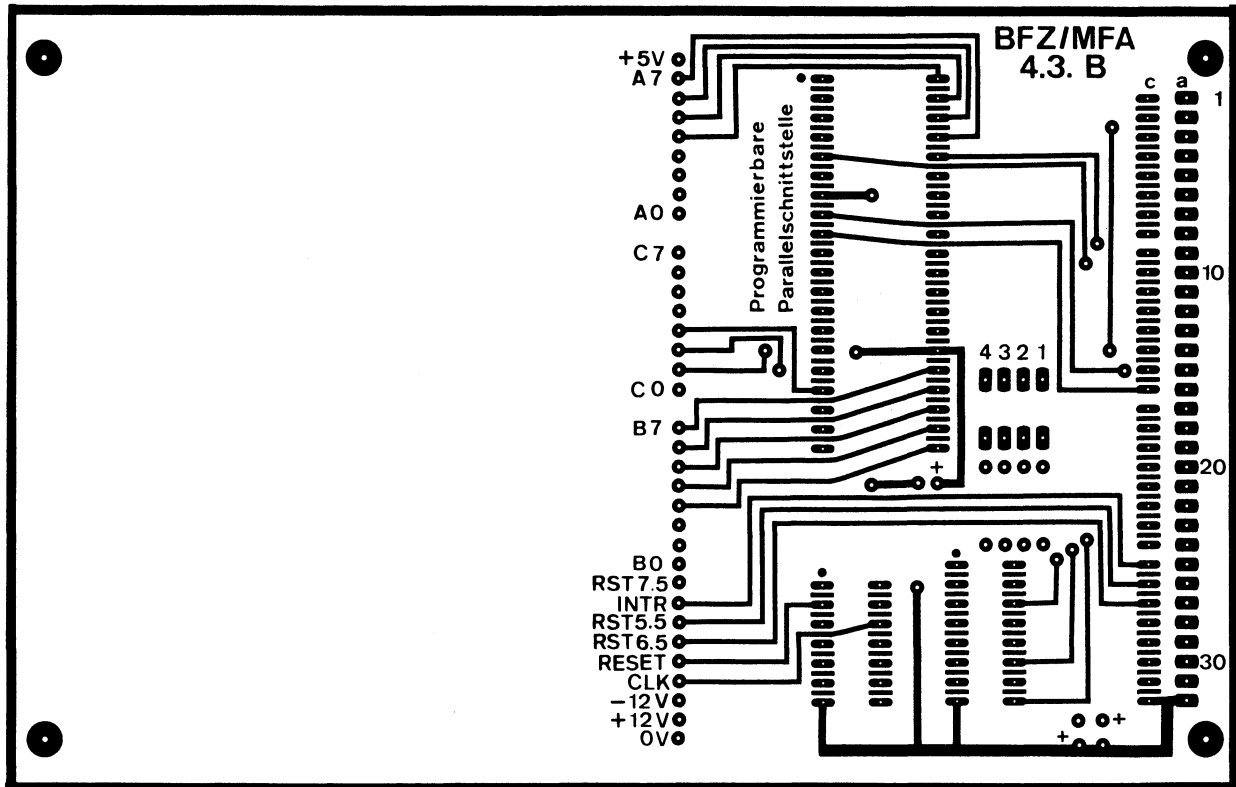 BFZ/MFA
4.3. B
+5V
A7
A0
C7
C0
B7
B0
RST7.5
INTR
RST5.5
RST6.5
RESET
CLK
-12V
+12V
0V
Programmierbare
Parallelschnittstelle
4 3 2 1
+
+
+
c a
1
10
20
30